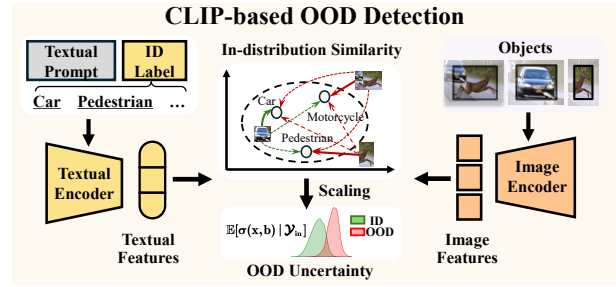 CLIP-based OOD Detection
Textual Prompt
ID Label
Car Pedestrian ...
Textual Encoder
Textual Features
In-distribution Similarity
Car
Motorcycle
Pedestrian
Scaling
𝔼[σ(x,b) | 𝒴in]
ID
OOD
OOD Uncertainty
Objects
Image Encoder
Image Features